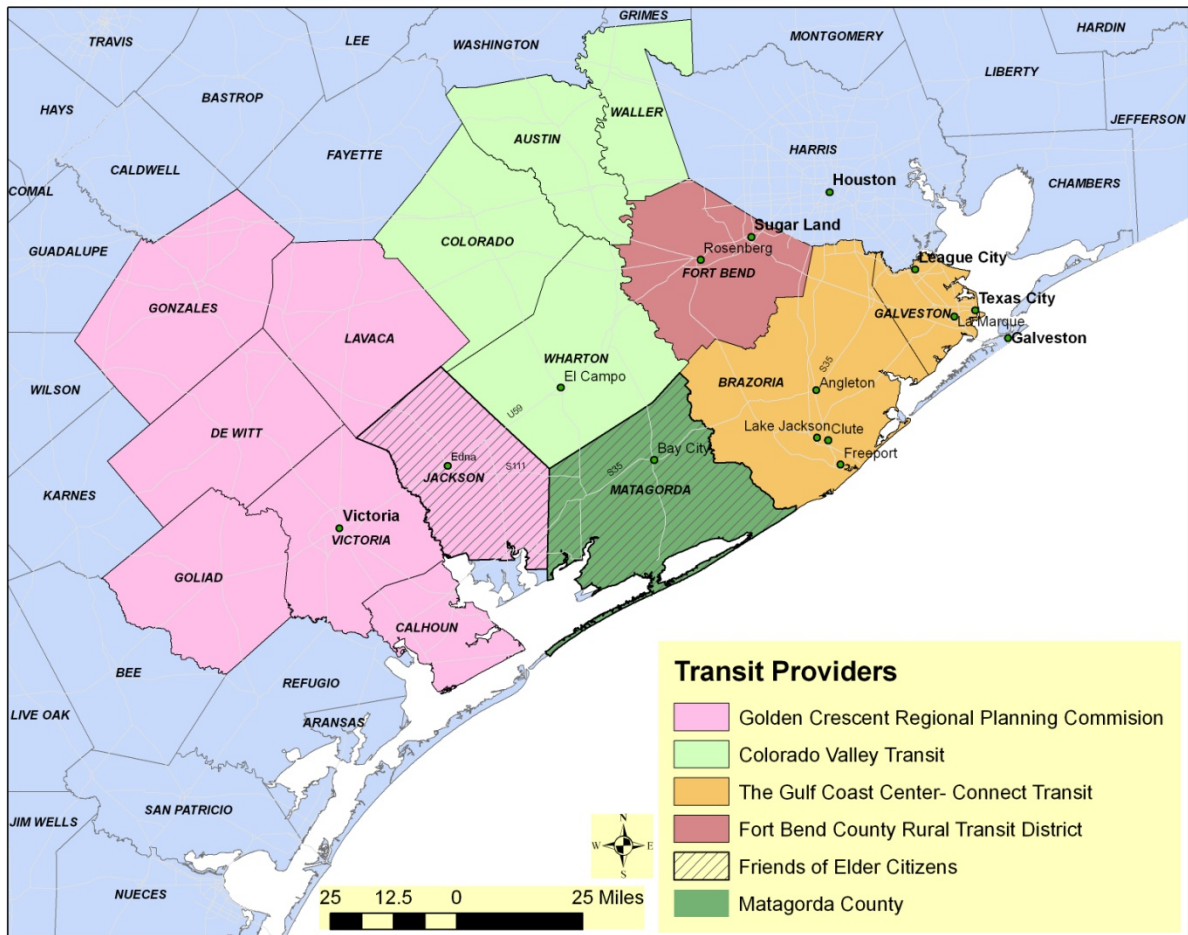 GRIMES
TRAVIS
LEE
WASHINGTON
MONTGOMERY
HARDIN
LIBERTY
HAYS
BASTROP
WALLER
JEFFERSON
AUSTIN
FAYETTE
HARRIS
CALDWELL
COMAL
Houston
CHAMBERS
GUADALUPE
COLORADO
Sugar Land
Rosenberg
FORT BEND
League City
GONZALES
Texas City
GALVESTON
La Marque
LAVACA
Galveston
WHARTON
S35
WILSON
El Campo
BRAZORIA
Angleton
U59
DE WITT
Lake Jackson
Clute
Edna
S111
S35
Bay City
Freeport
KARNES
JACKSON
MATAGORDA
Victoria
VICTORIA
GOLIAD
CALHOUN
BEE
REFUGIO
LIVE OAK
ARANSAS
SAN PATRICIO
JIM WELLS
NUECES
Transit Providers
Golden Crescent Regional Planning Commision
Colorado Valley Transit
The Gulf Coast Center- Connect Transit
Fort Bend County Rural Transit District
Friends of Elder Citizens
Matagorda County
N
W E
S
25 12.5 0 25 Miles